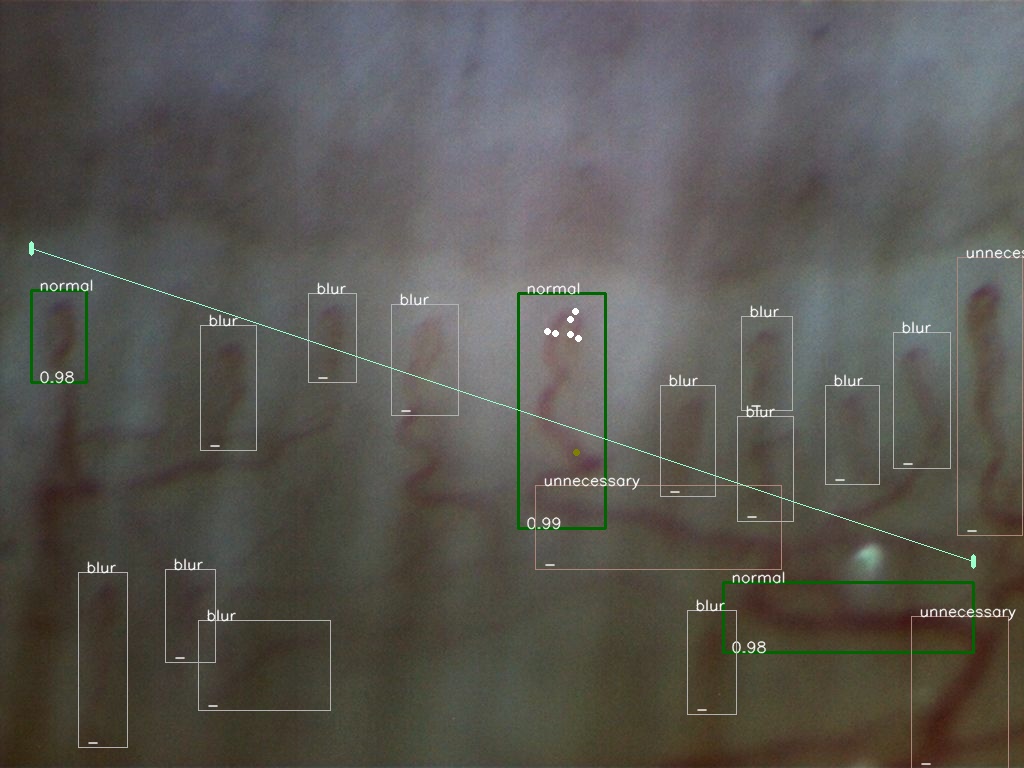 unneces
normal
normal
blur
blur
blur
blur
blur
blur
blur
blur
blur
0.98
–
–
–
–
–
–
–
–
unnecessary
0.99
–
–
–
blur
blur
normal
blur
blur
unnecessary
0.98
–
–
–
–
–